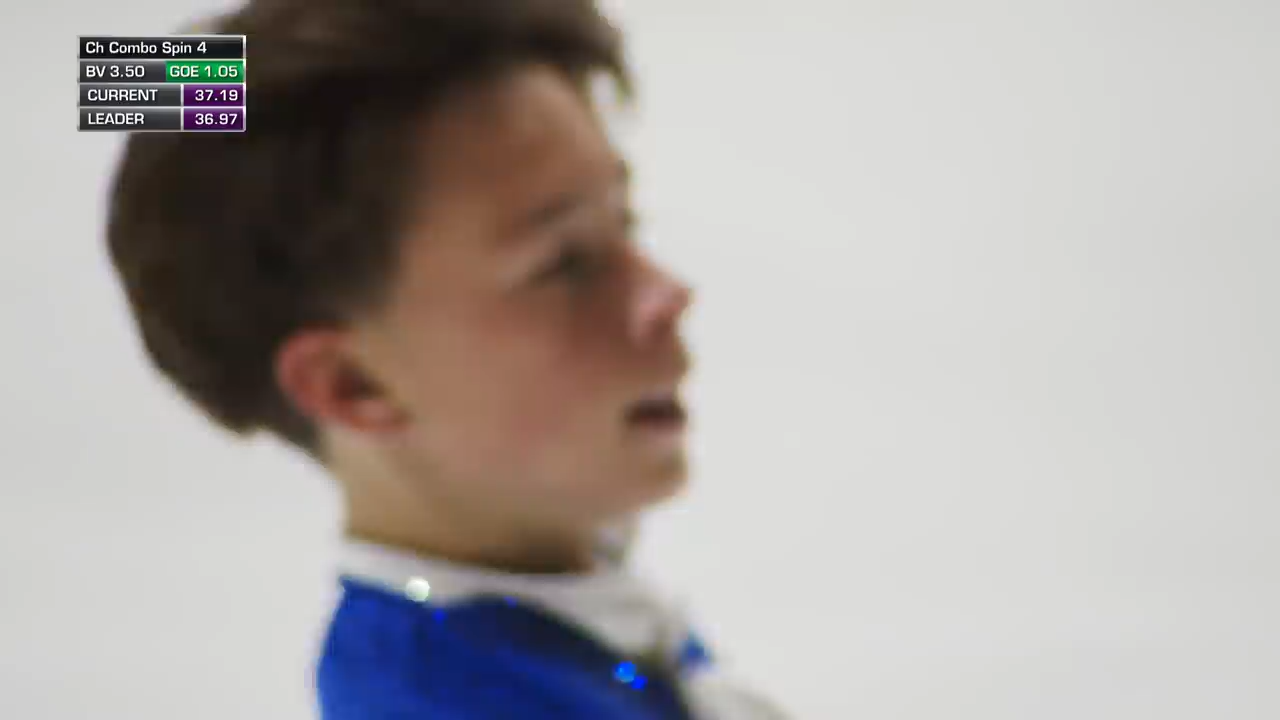 Ch Combo Spin 4
BV 3.50 GOE 1.05
CURRENT 37.19
LEADER 36.97